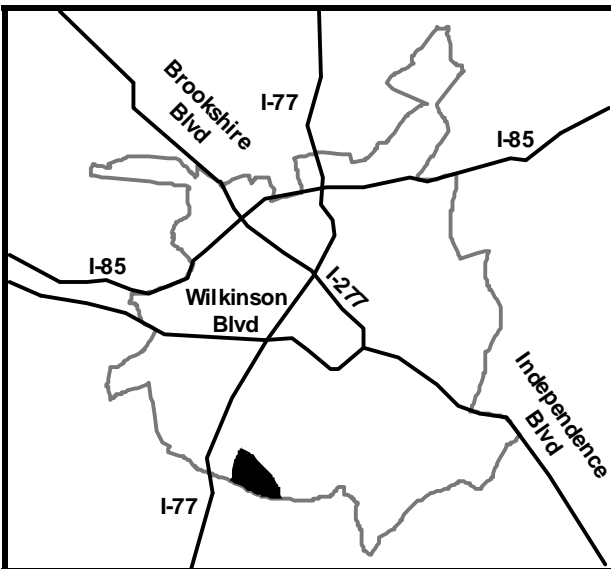 Brookshire
Blvd
I-77
I-85
I-85
Wilkinson
Blvd
I-277
Independence
Blvd
I-77